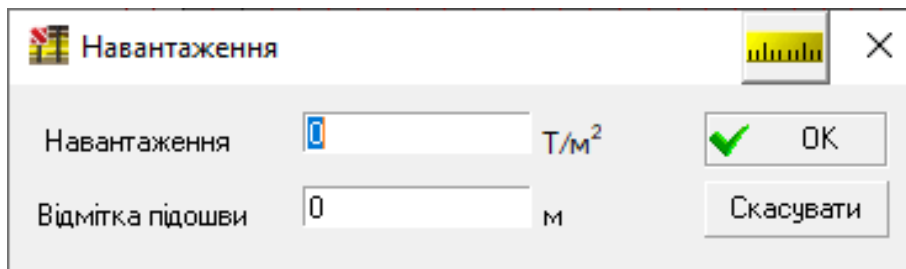 Навантаження
Навантаження 0 Т/м² OK
Відмітка підошви 0 м Скасувати